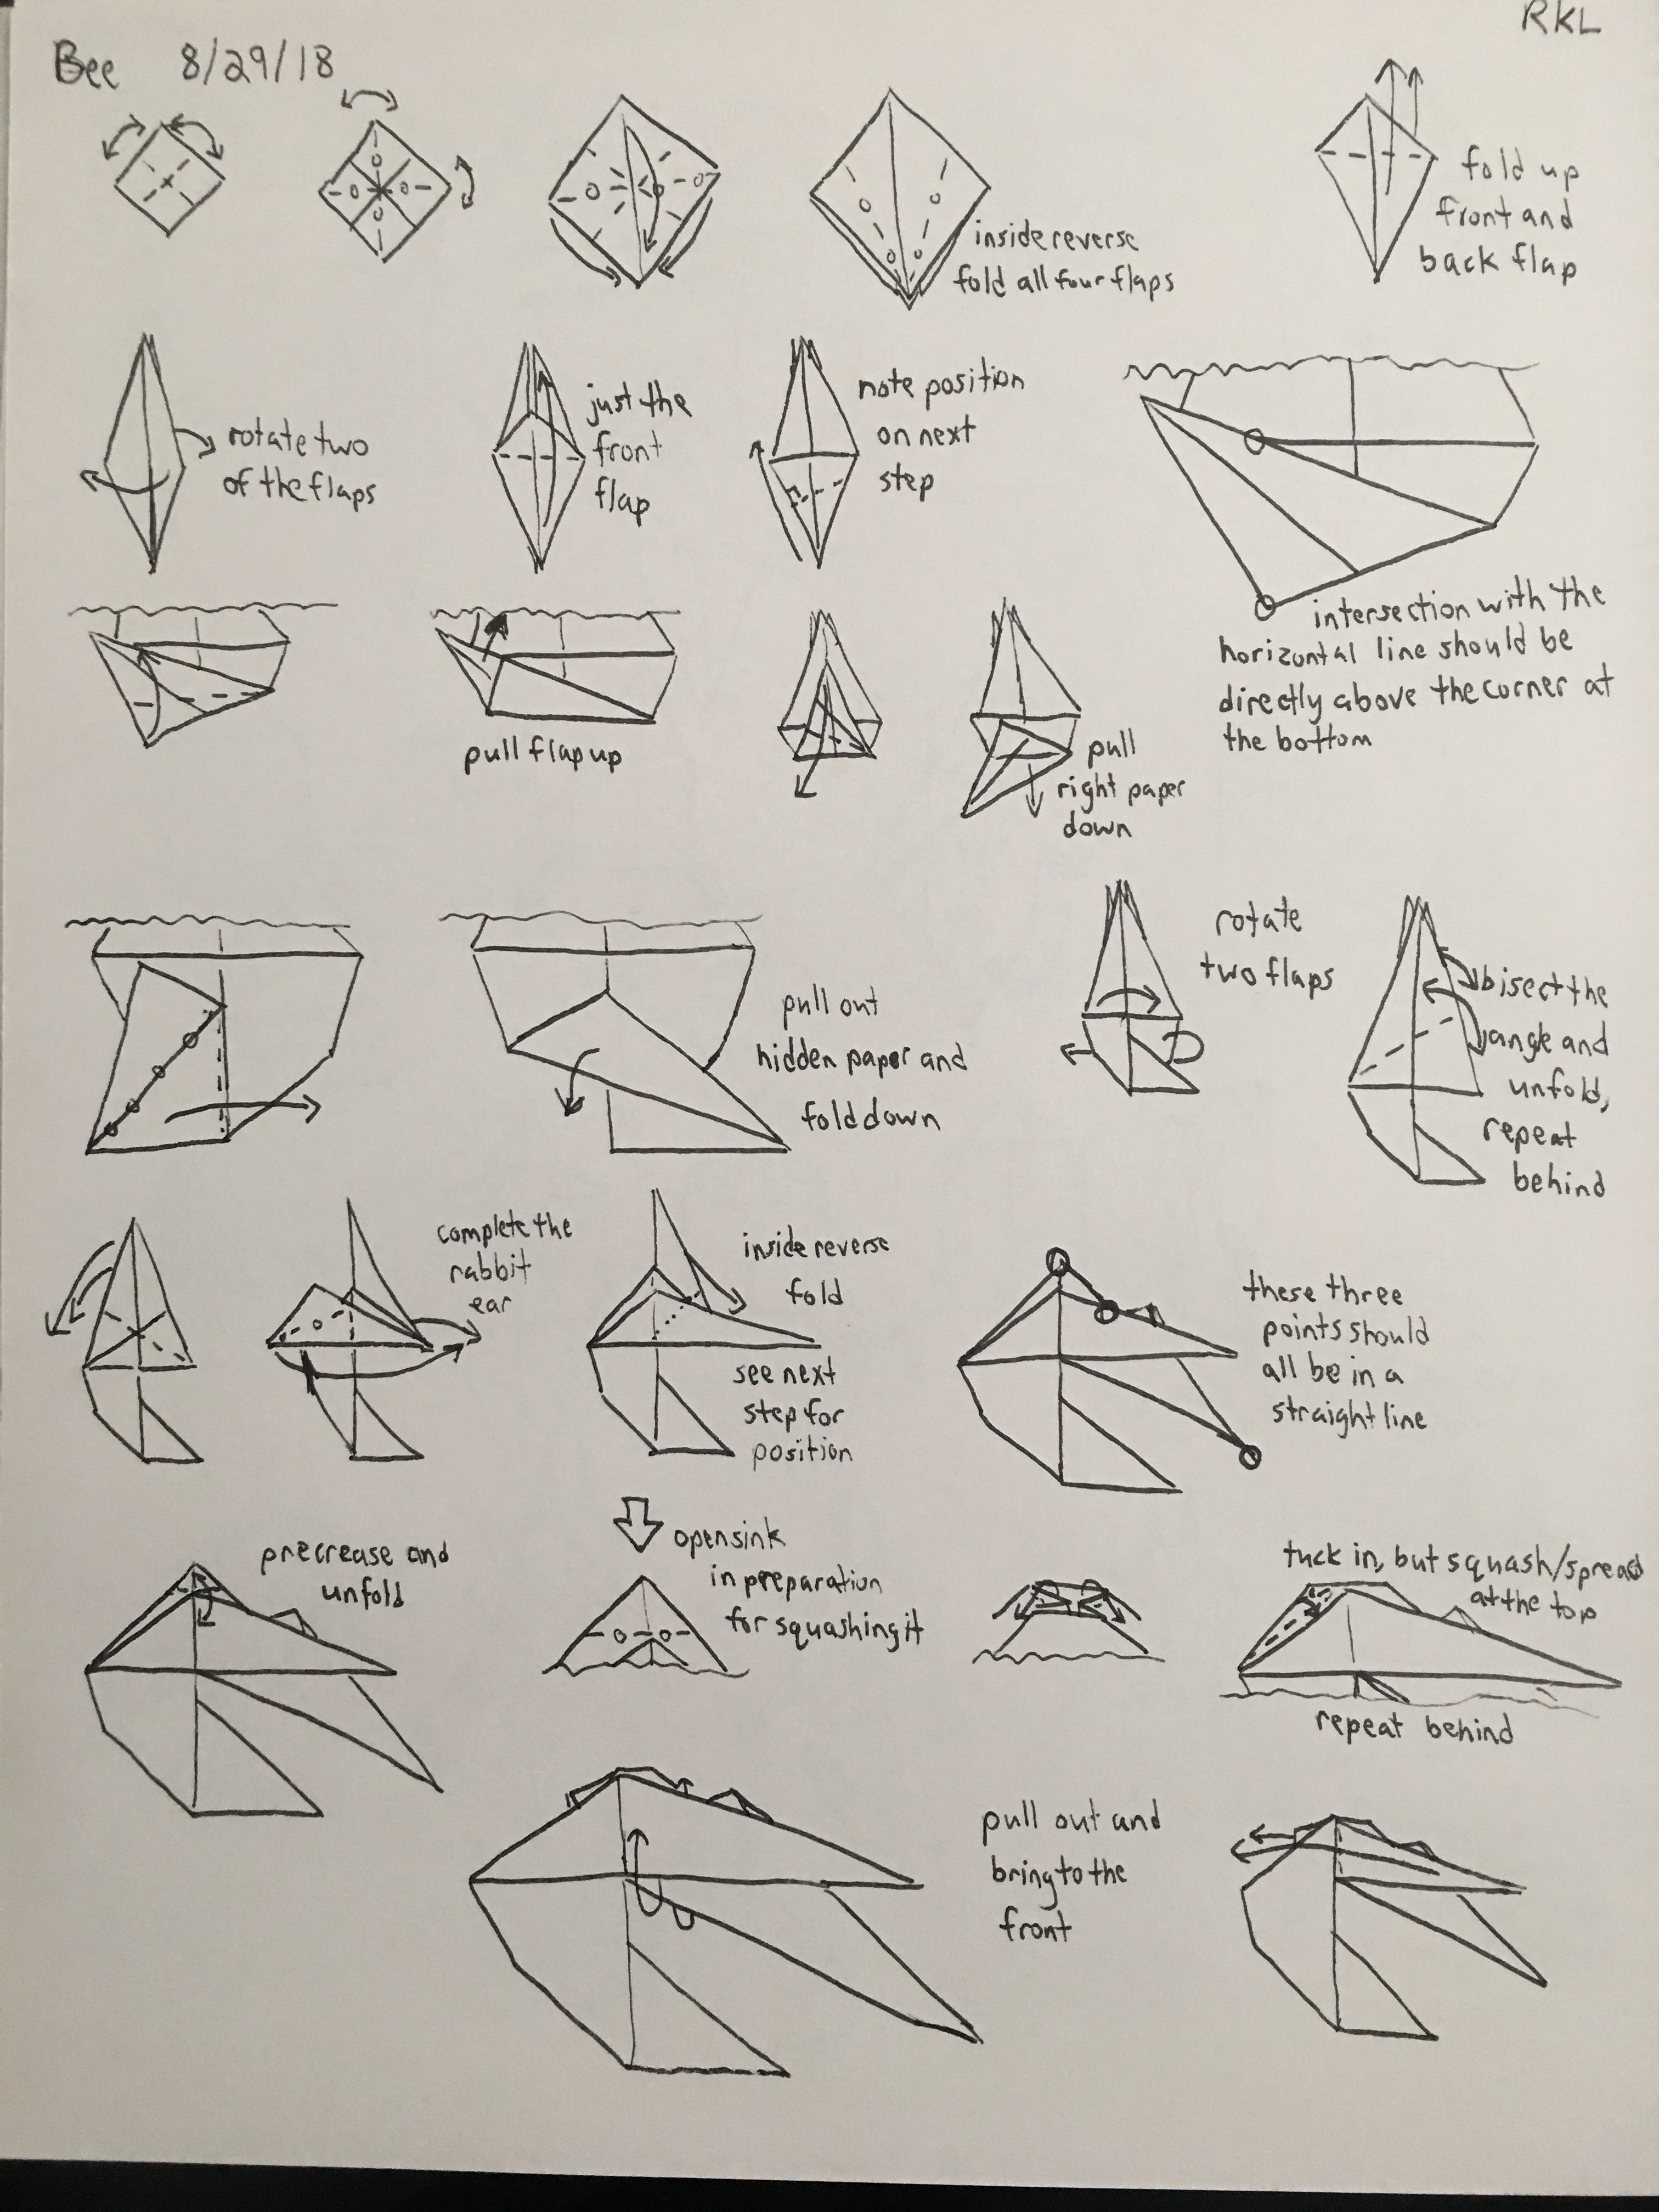 Bee 8/29/18
RKL
inside reverse
fold all four flaps
fold up
front and
back flap
rotate two
of the flaps
just the
front
flap
note position
on next
step
intersection with the
horizontal line should be
directly above the corner at
the bottom
pull flap up
pull
right paper
down
pull out
hidden paper and
fold down
rotate
two flaps
bisect the
angle and
unfold,
repeat
behind
complete the
rabbit
ear
inside reverse
fold
see next
step for
position
these three
points should
all be in a
straight line
precrease and
unfold
open sink
in preparation
for squashing it
tuck in, but squash/spread
at the top
repeat behind
pull out and
bring to the
front